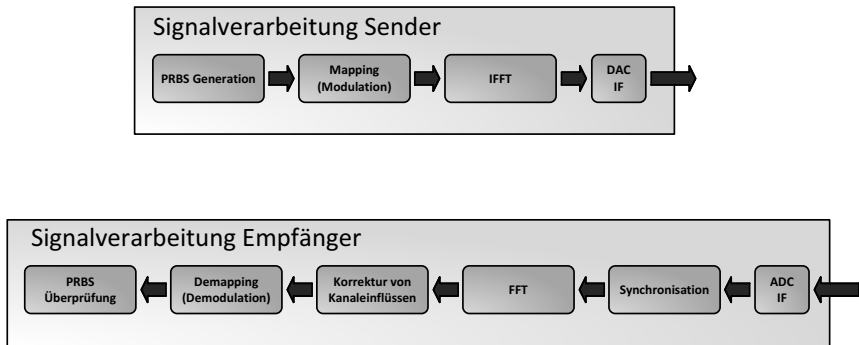 Signalverarbeitung Sender
PRBS Generation
Mapping
(Modulation)
IFFT
DAC
IF
Signalverarbeitung Empfänger
PRBS
Überprüfung
Demapping
(Demodulation)
Korrektur von
Kanaleinflüssen
FFT
Synchronisation
ADC
IF